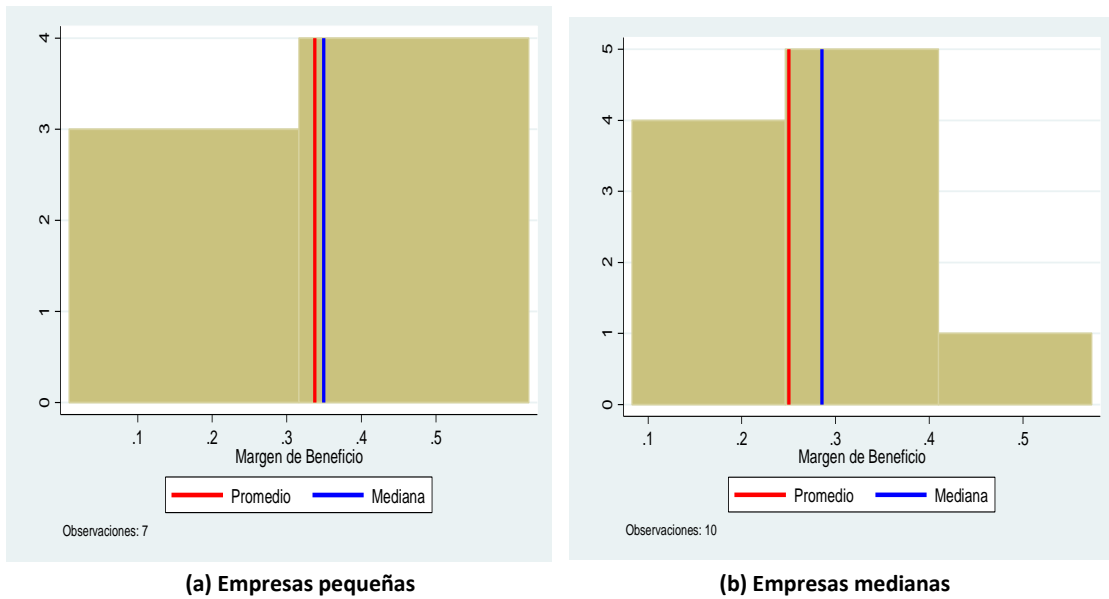 4
3
2
1
0
.1 .2 .3 .4 .5
Margen de Beneficio
Promedio Mediana
Observaciones: 7
(a) Empresas pequeñas
5
4
3
2
1
0
.1 .2 .3 .4 .5
Margen de Beneficio
Promedio Mediana
Observaciones: 10
(b) Empresas medianas